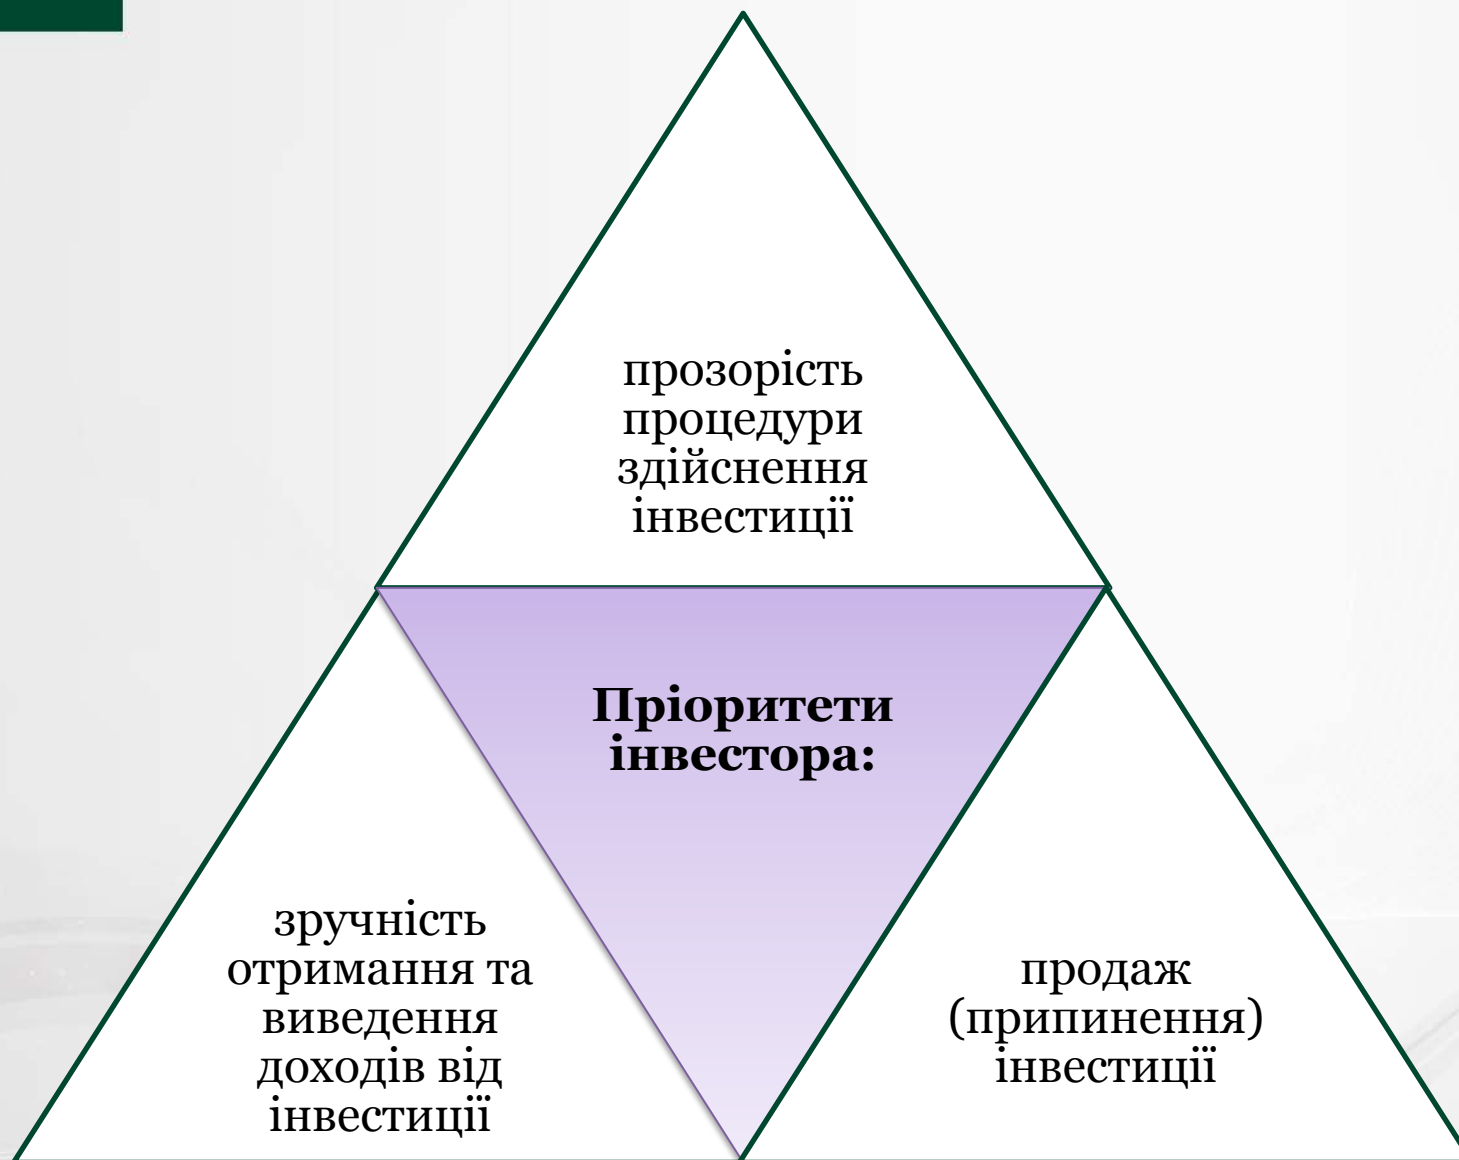 прозорість
процедури
здійснення
інвестиції
Пріоритети
інвестора:
зручність
отримання та
виведення
доходів від
інвестиції
продаж
(припинення)
інвестиції